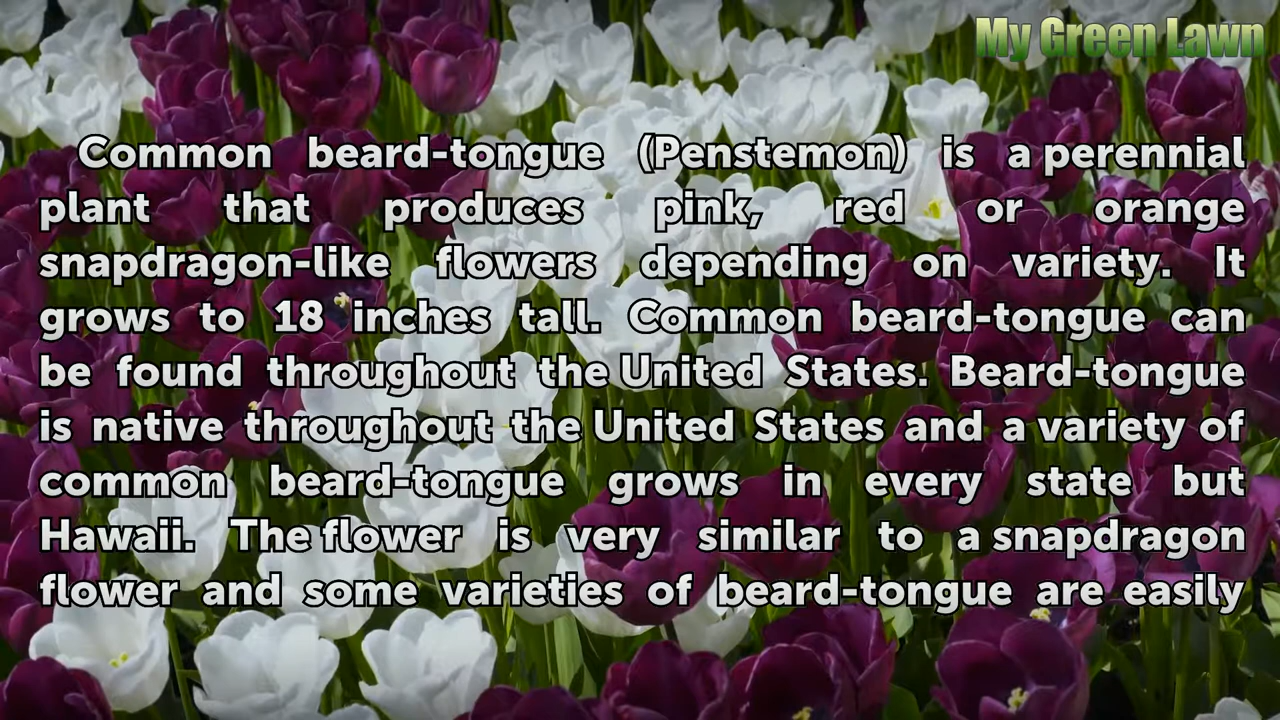 My Green Lawn
Common beard-tongue (Penstemon) is a perennial
plant that produces pink, red or orange
snapdragon-like flowers depending on variety. It
grows to 18 inches tall. Common beard-tongue can
be found throughout the United States. Beard-tongue
is native throughout the United States and a variety of
common beard-tongue grows in every state but
Hawaii. The flower is very similar to a snapdragon
flower and some varieties of beard-tongue are easily